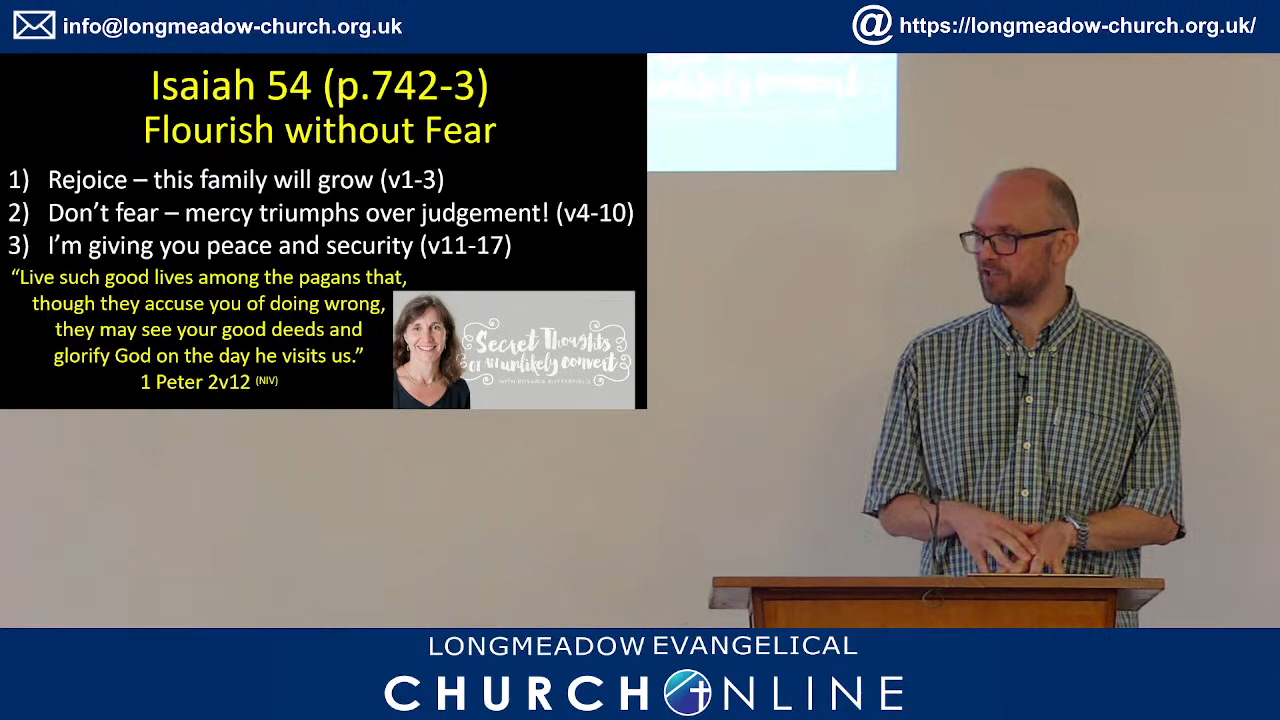 info@longmeadow-church.org.uk
https://longmeadow-church.org.uk/
Isaiah 54 (p.742-3)
Flourish without Fear
1) Rejoice – this family will grow (v1-3)
2) Don't fear – mercy triumphs over judgement! (v4-10)
3) I'm giving you peace and security (v11-17)
"Live such good lives among the pagans that,
though they accuse you of doing wrong,
they may see your good deeds and
glorify God on the day he visits us."
1 Peter 2v12 (NIV)
Secret Thoughts
of an unlikely convert
WITH ROSARIA BUTTERFIELD
LONGMEADOW EVANGELICAL
CHURCH ONLINE